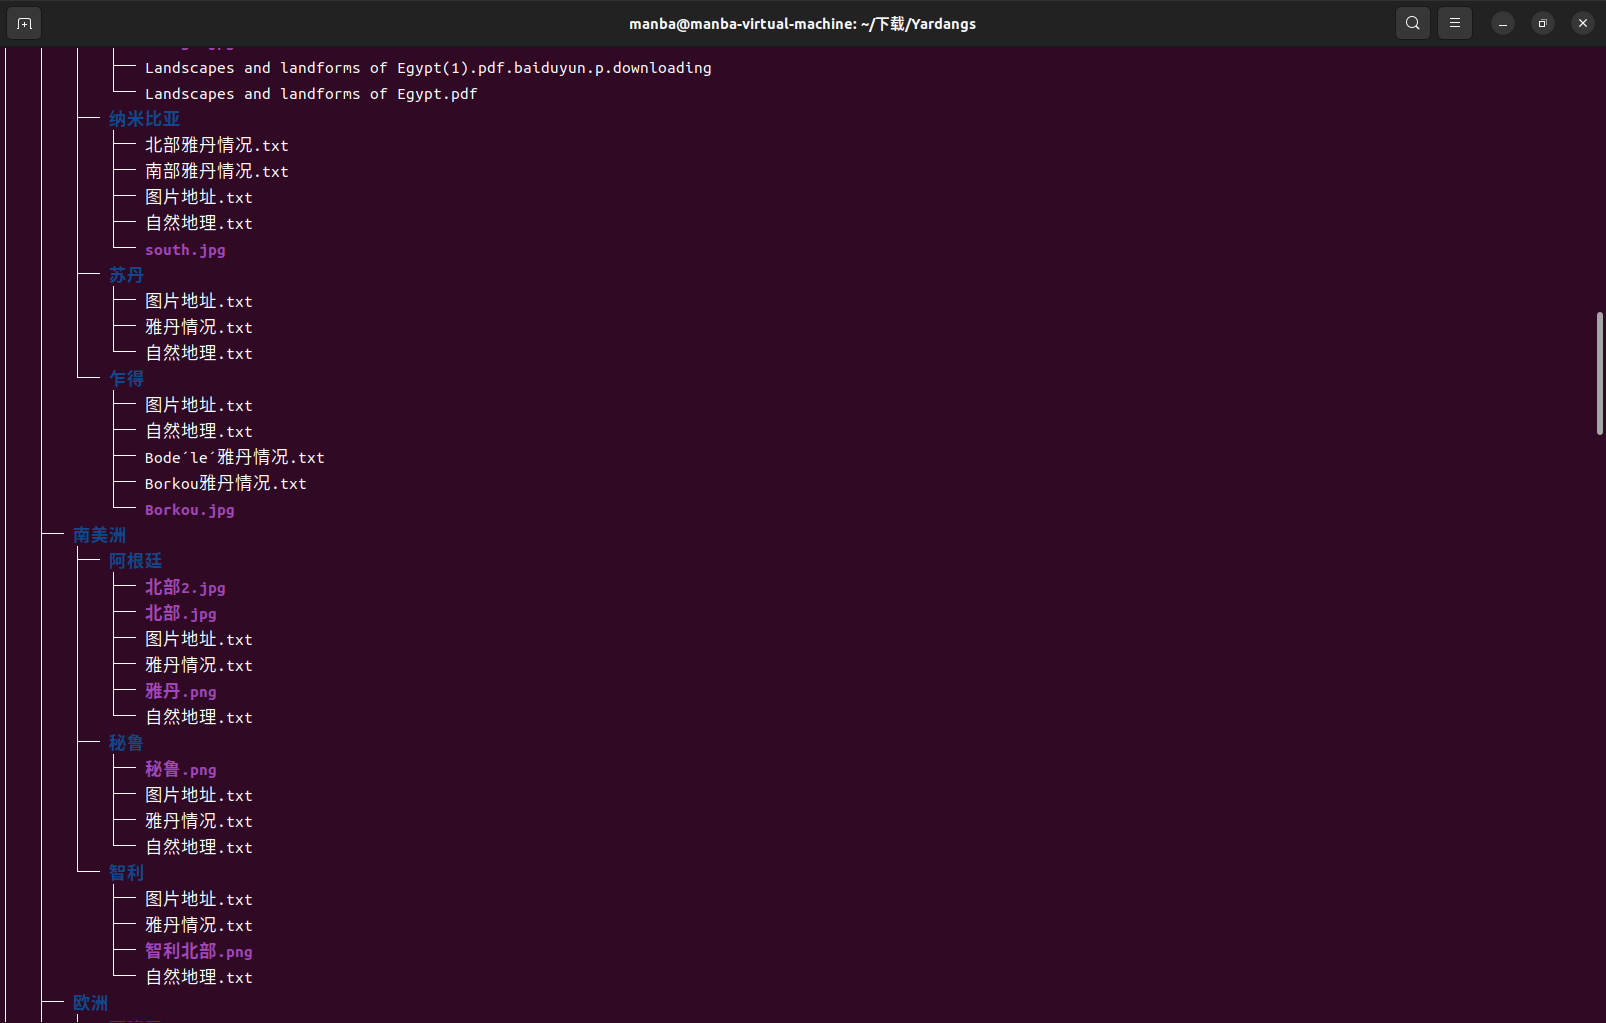 manba@manba-virtual-machine: ~/下载/Yardangs
Landscapes and landforms of Egypt(1).pdf.baiduyun.p.downloading
Landscapes and landforms of Egypt.pdf
纳米比亚
北部雅丹情况.txt
南部雅丹情况.txt
图片地址.txt
自然地理.txt
south.jpg
苏丹
图片地址.txt
雅丹情况.txt
自然地理.txt
乍得
图片地址.txt
自然地理.txt
Bode´le´雅丹情况.txt
Borkou雅丹情况.txt
Borkou.jpg
南美洲
阿根廷
北部2.jpg
北部.jpg
图片地址.txt
雅丹情况.txt
雅丹.png
自然地理.txt
秘鲁
秘鲁.png
图片地址.txt
雅丹情况.txt
自然地理.txt
智利
图片地址.txt
雅丹情况.txt
智利北部.png
自然地理.txt
欧洲